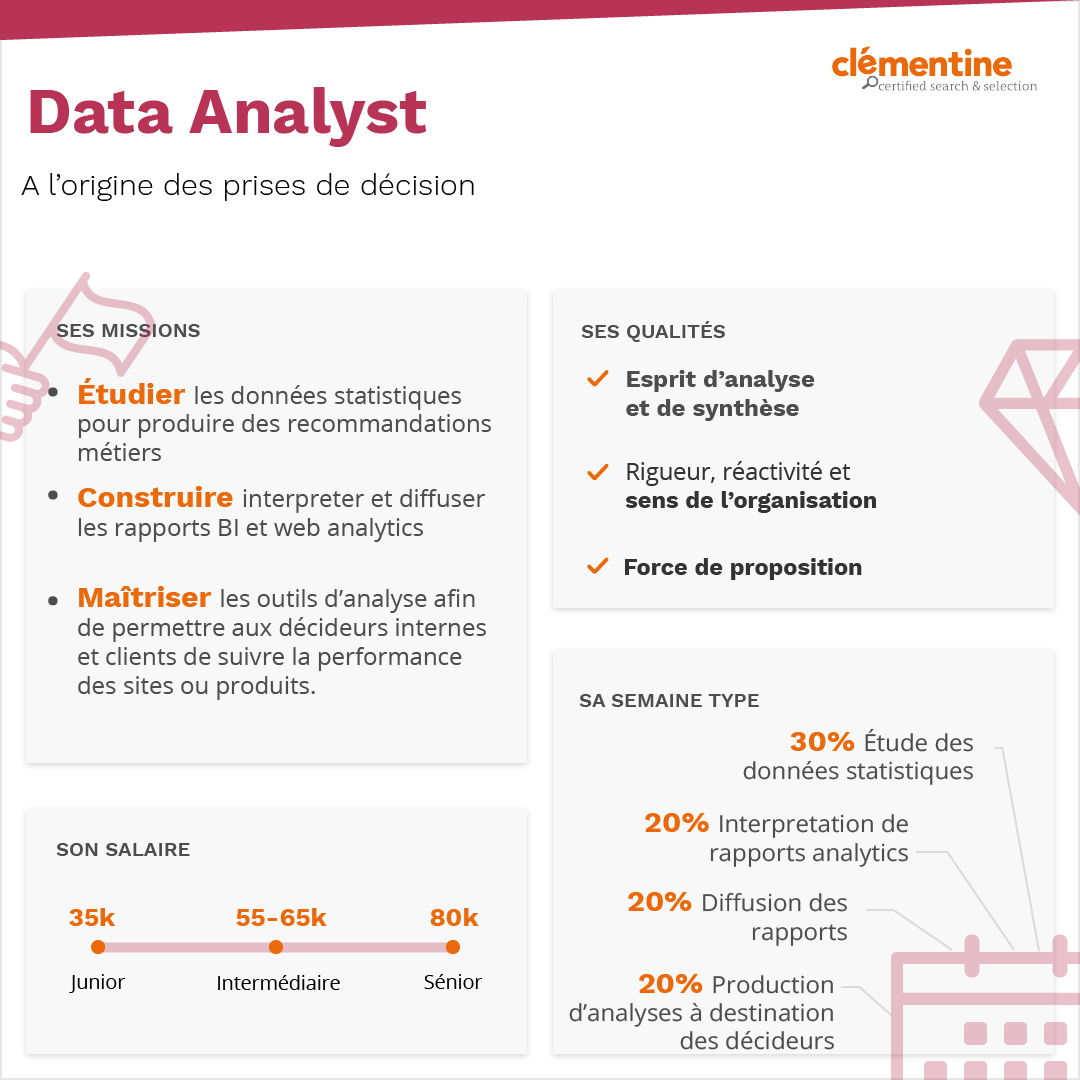 clémentine
certified search & selection
Data Analyst
A l’origine des prises de décision
SES MISSIONS
• Étudier les données statistiques
pour produire des recommandations
métiers
• Construire interpreter et diffuser
les rapports BI et web analytics
• Maîtriser les outils d’analyse afin
de permettre aux décideurs internes
et clients de suivre la performance
des sites ou produits.
SON SALAIRE
35k 55-65k 80k
Junior Intermédiaire Sénior
SES QUALITÉS
Esprit d’analyse
et de synthèse
Rigueur, réactivité et
sens de l’organisation
Force de proposition
SA SEMAINE TYPE
30% Étude des
données statistiques
20% Interpretation de
rapports analytics
20% Diffusion des
rapports
20% Production
d’analyses à destination
des décideurs